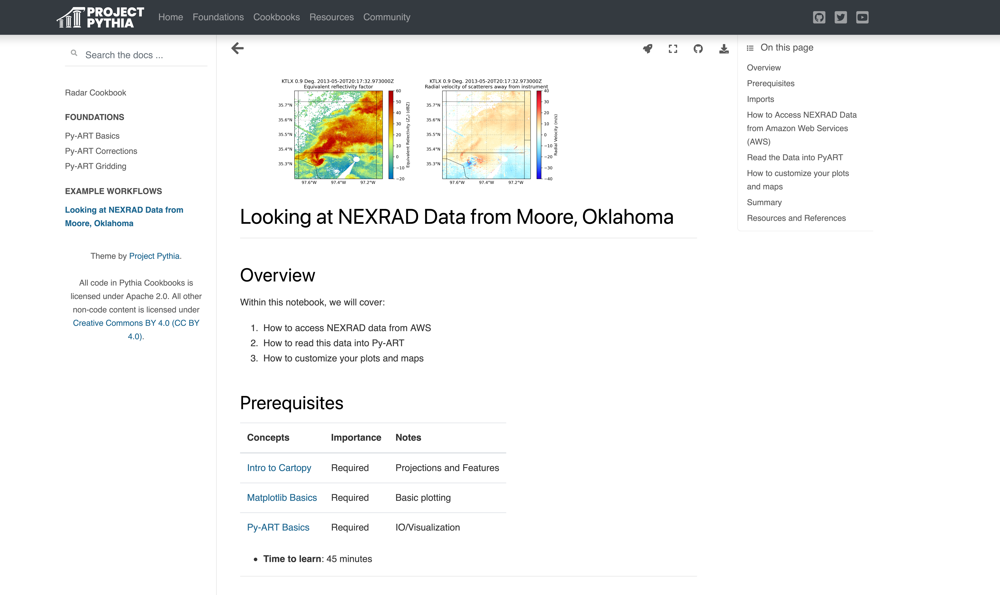 PROJECT
PYTHIA
Home Foundations Cookbooks Resources Community
Search the docs ...
Radar Cookbook
FOUNDATIONS
Py-ART Basics
Py-ART Corrections
Py-ART Gridding
EXAMPLE WORKFLOWS
Looking at NEXRAD Data from
Moore, Oklahoma
Theme by Project Pythia.
All code in Pythia Cookbooks is
licensed under Apache 2.0. All other
non-code content is licensed under
Creative Commons BY 4.0 (CC BY
4.0).
KTLX 0.9 Deg. 2013-05-20T20:17:32.973000Z
Equivalent reflectivity factor
35.7°N
35.6°N
35.5°N
35.4°N
35.3°N
97.6°W 97.4°W 97.2°W
60
50
40
30
20
10
0
−10
−20
Equivalent Relectivity (Ze) (dBZ)
KTLX 0.9 Deg. 2013-05-20T20:17:32.973000Z
Radial velocity of scatterers away from instrument
35.7°N
35.6°N
35.5°N
35.4°N
35.3°N
97.6°W 97.4°W 97.2°W
40
30
20
10
0
−10
−20
−30
−40
Radial Velocity (m/s)
Looking at NEXRAD Data from Moore, Oklahoma
Overview
Within this notebook, we will cover:
1. How to access NEXRAD data from AWS
2. How to read this data into Py-ART
3. How to customize your plots and maps
Prerequisites
Concepts Importance Notes
Intro to Cartopy Required Projections and Features
Matplotlib Basics Required Basic plotting
Py-ART Basics Required IO/Visualization
• Time to learn: 45 minutes
On this page
Overview
Prerequisites
Imports
How to Access NEXRAD Data
from Amazon Web Services
(AWS)
Read the Data into PyART
How to customize your plots
and maps
Summary
Resources and References